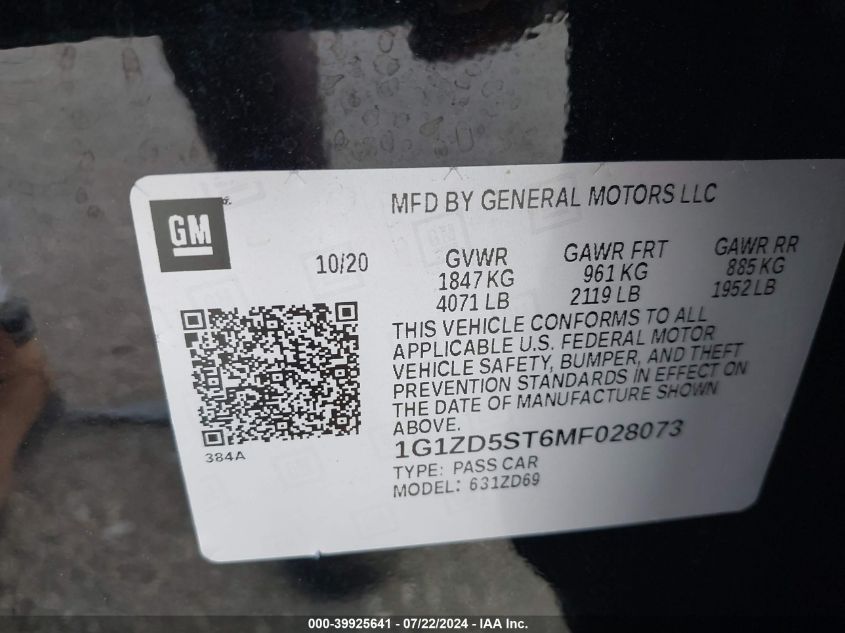 MFD BY GENERAL MOTORS LLC
GM
10/20
GVWR GAWR FRT GAWR RR
1847 KG 961 KG 885 KG
4071 LB 2119 LB 1952 LB
THIS VEHICLE CONFORMS TO ALL
APPLICABLE U.S. FEDERAL MOTOR
VEHICLE SAFETY, BUMPER, AND THEFT
PREVENTION STANDARDS IN EFFECT ON
THE DATE OF MANUFACTURE SHOWN
ABOVE.
384A
1G1ZD5ST6MF028073
TYPE: PASS CAR
MODEL: 631ZD69
000-39925641 / 07/22/2024 - IAA Inc.